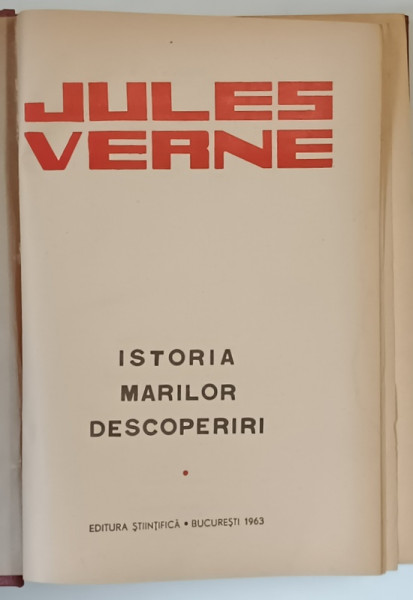 JULES
VERNE
ISTORIA
MARILOR
DESCOPERIRI
EDITURA ŞTIINŢIFICĂ • BUCUREŞTI 1963